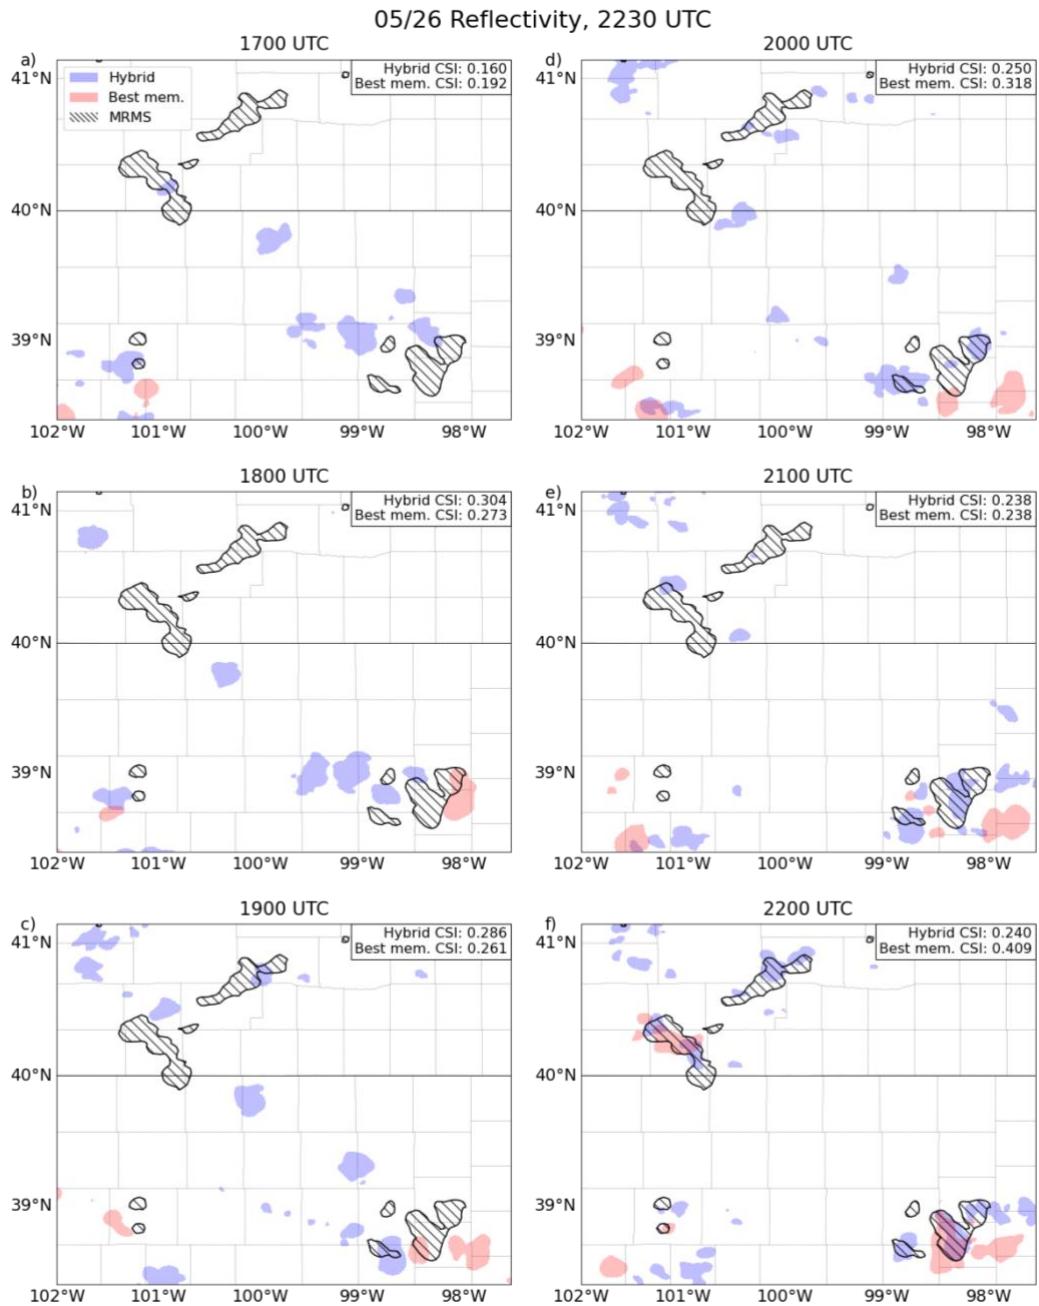 05/26 Reflectivity, 2230 UTC
a)
1700 UTC
41°N
40°N
39°N
102°W 101°W 100°W 99°W 98°W
Hybrid
Best mem.
MRMS
Hybrid CSI: 0.160
Best mem. CSI: 0.192
d)
2000 UTC
41°N
40°N
39°N
102°W 101°W 100°W 99°W 98°W
Hybrid CSI: 0.250
Best mem. CSI: 0.318
b)
1800 UTC
41°N
40°N
39°N
102°W 101°W 100°W 99°W 98°W
Hybrid CSI: 0.304
Best mem. CSI: 0.273
e)
2100 UTC
41°N
40°N
39°N
102°W 101°W 100°W 99°W 98°W
Hybrid CSI: 0.238
Best mem. CSI: 0.238
c)
1900 UTC
41°N
40°N
39°N
102°W 101°W 100°W 99°W 98°W
Hybrid CSI: 0.286
Best mem. CSI: 0.261
f)
2200 UTC
41°N
40°N
39°N
102°W 101°W 100°W 99°W 98°W
Hybrid CSI: 0.240
Best mem. CSI: 0.409